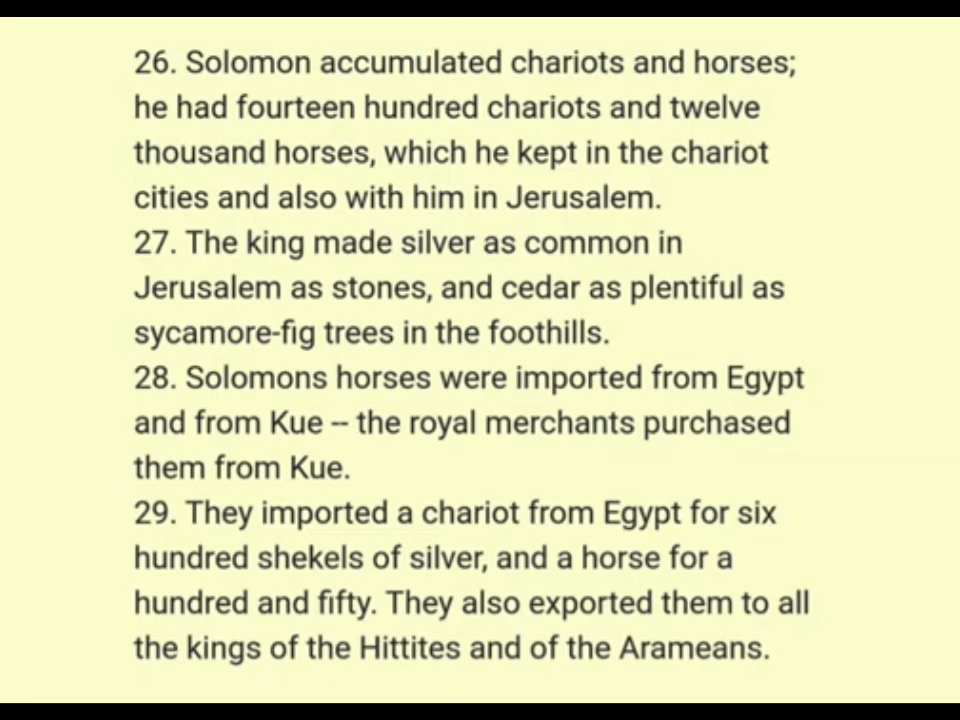 26. Solomon accumulated chariots and horses;
he had fourteen hundred chariots and twelve
thousand horses, which he kept in the chariot
cities and also with him in Jerusalem.
27. The king made silver as common in
Jerusalem as stones, and cedar as plentiful as
sycamore-fig trees in the foothills.
28. Solomons horses were imported from Egypt
and from Kue -- the royal merchants purchased
them from Kue.
29. They imported a chariot from Egypt for six
hundred shekels of silver, and a horse for a
hundred and fifty. They also exported them to all
the kings of the Hittites and of the Arameans.